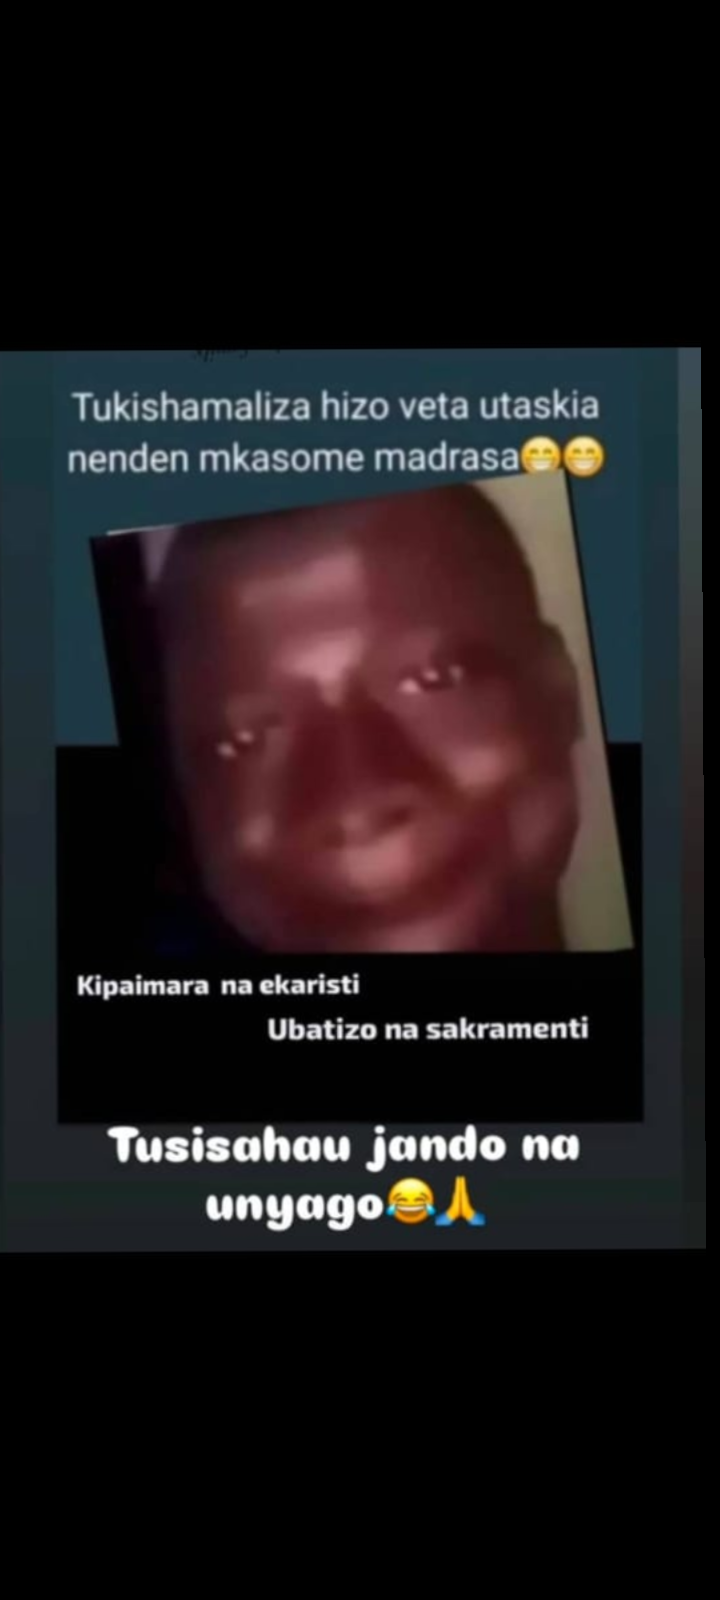 Tukishamaliza hizo veta utaskia
nenden mkasome madrasa😁😁
Kipaimara na ekaristi
Ubatizo na sakramenti
Tusisahau jando na
unyago😂🙏